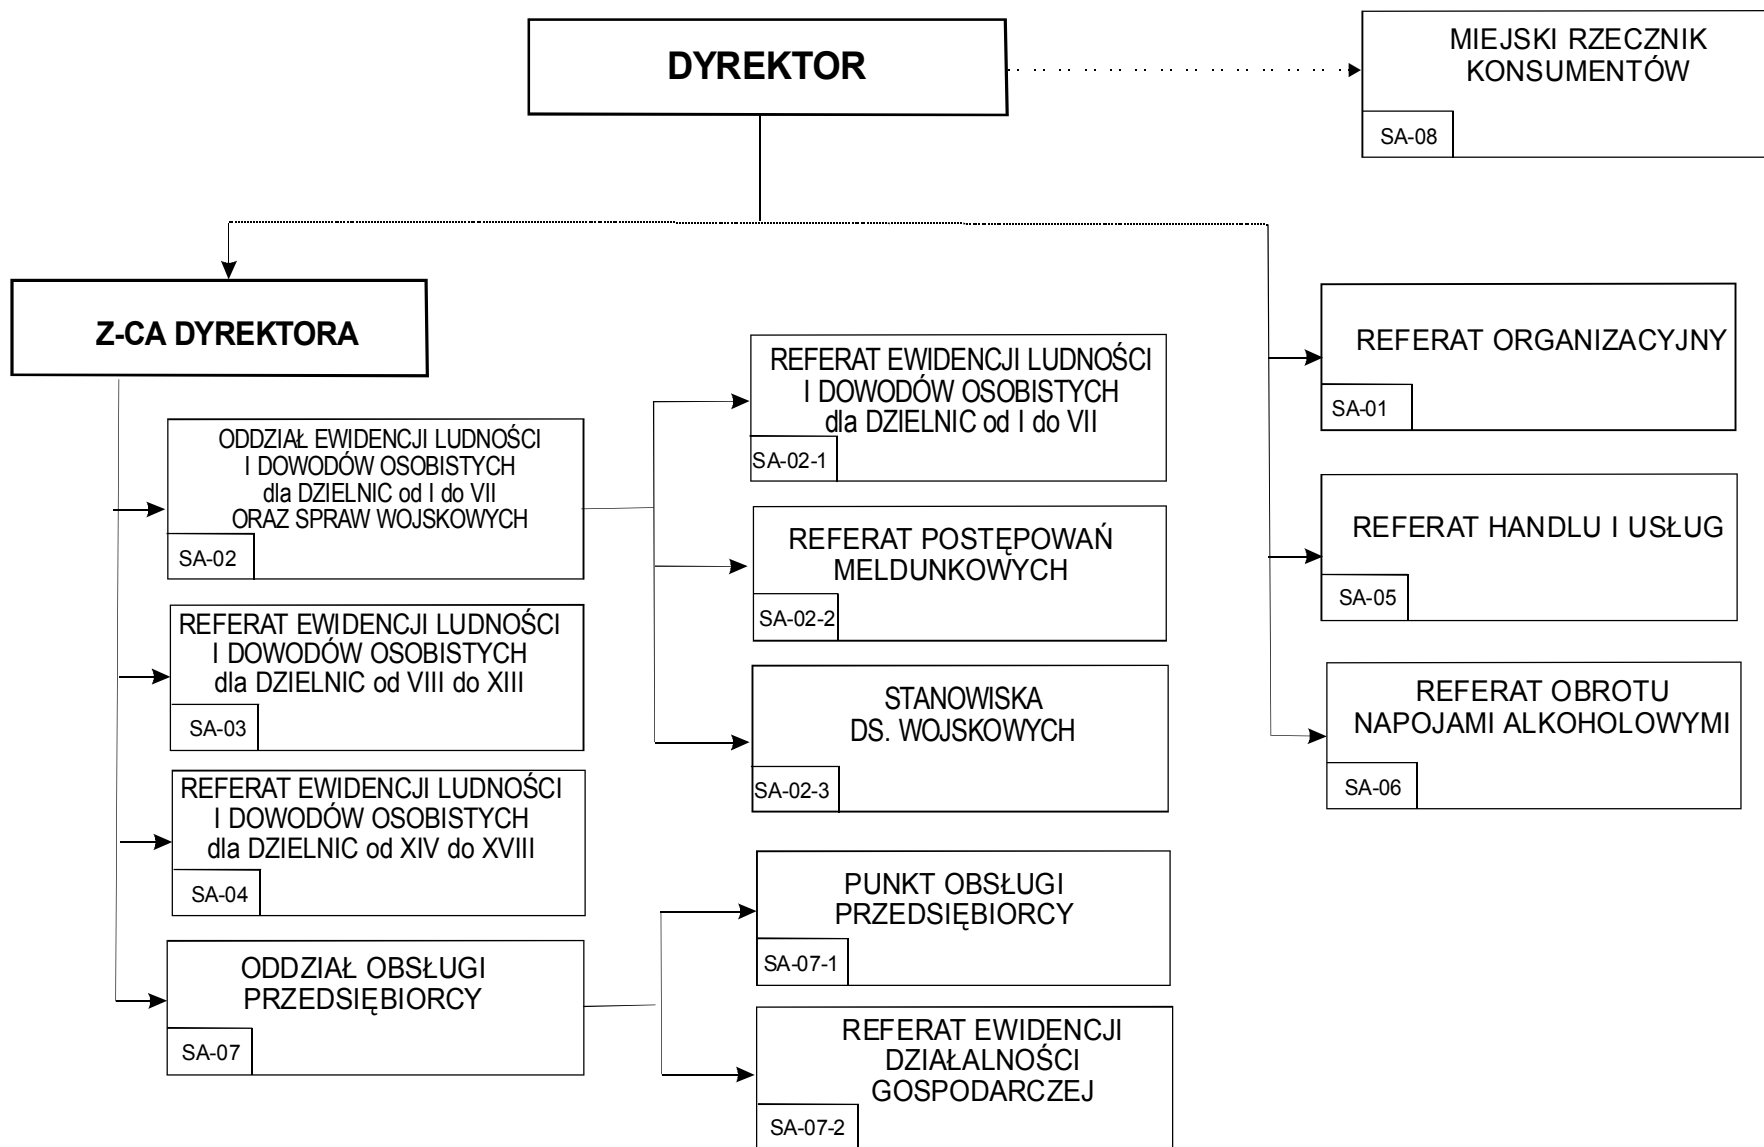 DYREKTOR
MIEJSKI RZECZNIK
KONSUMENTÓW
SA-08
Z-CA DYREKTORA
ODDZIAŁ EWIDENCJI LUDNOŚCI
I DOWODÓW OSOBISTYCH
dla DZIELNIC od I do VII
ORAZ SPRAW WOJSKOWYCH
SA-02
REFERAT EWIDENCJI LUDNOŚCI
I DOWODÓW OSOBISTYCH
dla DZIELNIC od VIII do XIII
SA-03
REFERAT EWIDENCJI LUDNOŚCI
I DOWODÓW OSOBISTYCH
dla DZIELNIC od XIV do XVIII
SA-04
ODDZIAŁ OBSŁUGI
PRZEDSIĘBIORCY
SA-07
REFERAT EWIDENCJI LUDNOŚCI
I DOWODÓW OSOBISTYCH
dla DZIELNIC od I do VII
SA-02-1
REFERAT POSTĘPOWAŃ
MELDUNKOWYCH
SA-02-2
STANOWISKA
DS. WOJSKOWYCH
SA-02-3
PUNKT OBSŁUGI
PRZEDSIĘBIORCY
SA-07-1
REFERAT EWIDENCJI
DZIAŁALNOŚCI
GOSPODARCZEJ
SA-07-2
REFERAT ORGANIZACYJNY
SA-01
REFERAT HANDLU I USŁUG
SA-05
REFERAT OBROTU
NAPOJAMI ALKOHOLOWYMI
SA-06